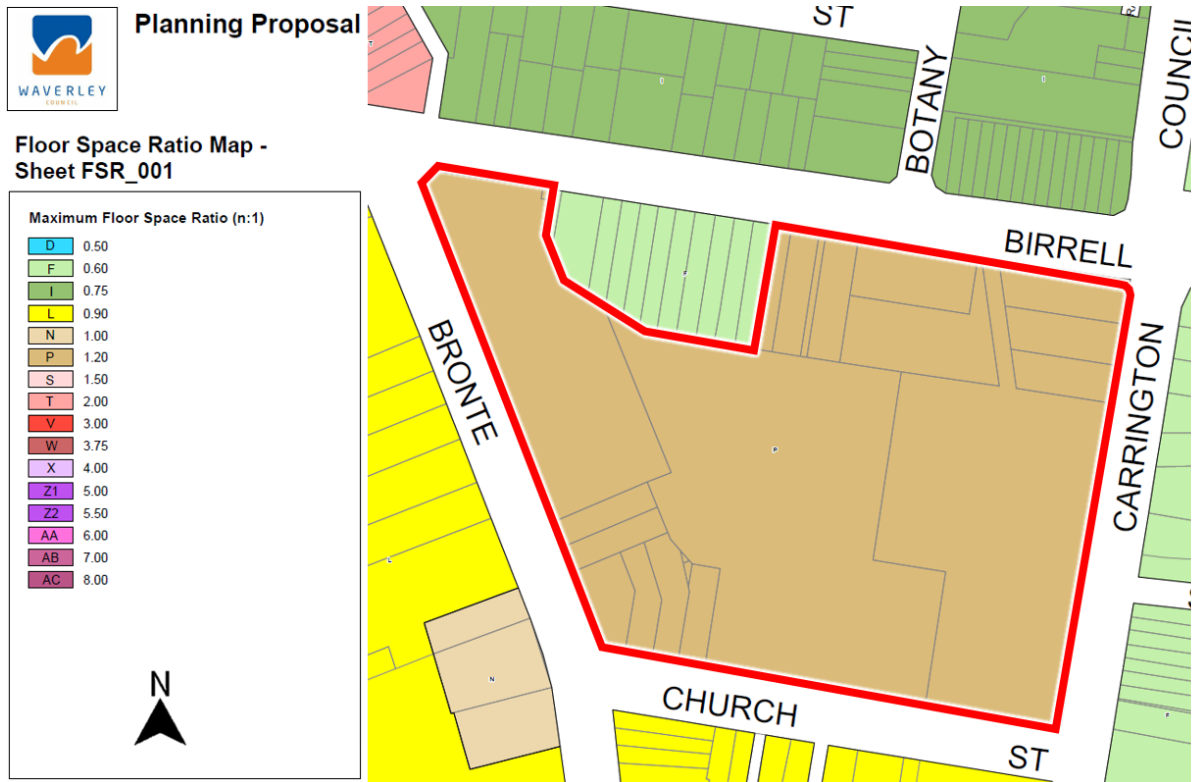 WAVERLEY
COUNCIL
Planning Proposal
Floor Space Ratio Map -
Sheet FSR_001
Maximum Floor Space Ratio (n:1)
D 0.50
F 0.60
I 0.75
L 0.90
N 1.00
P 1.20
S 1.50
T 2.00
V 3.00
W 3.75
X 4.00
Z1 5.00
Z2 5.50
AA 6.00
AB 7.00
AC 8.00
N
ST
BOTANY
COUNCIL
BIRRELL
BRONTE
CARRINGTON
CHURCH
ST
T
I
I
F
P
L
N
F